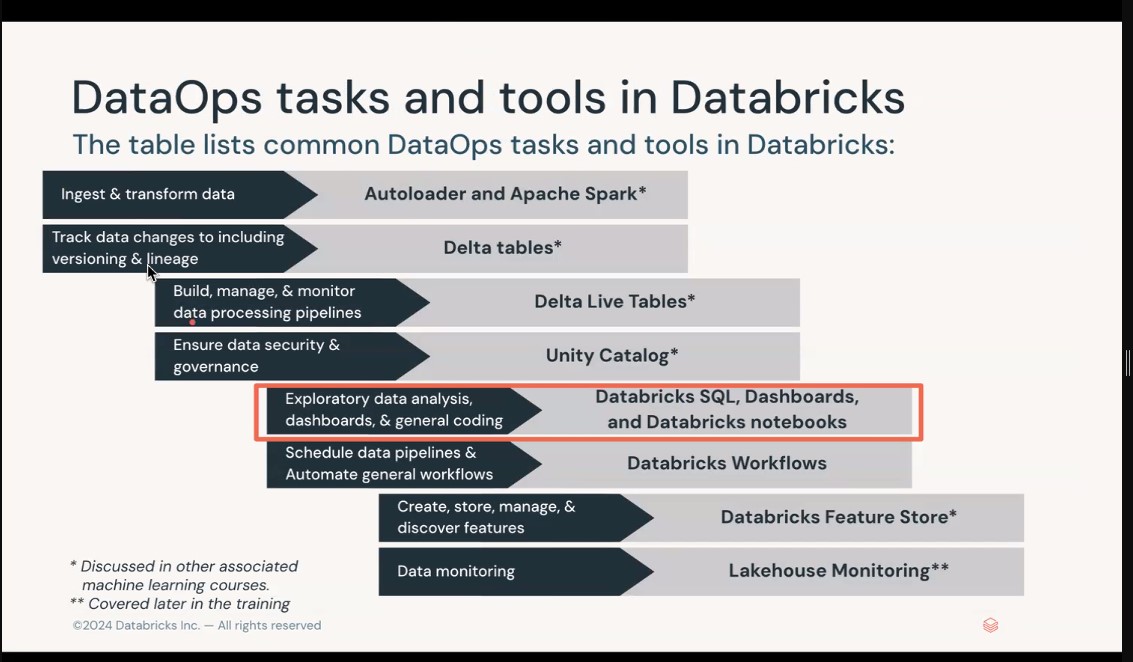 DataOps tasks and tools in Databricks
The table lists common DataOps tasks and tools in Databricks:
Ingest & transform data
Autoloader and Apache Spark*
Track data changes to including
versioning & lineage
Delta tables*
Build, manage, & monitor
data processing pipelines
Delta Live Tables*
Ensure data security &
governance
Unity Catalog*
Exploratory data analysis,
dashboards, & general coding
Databricks SQL, Dashboards,
and Databricks notebooks
Schedule data pipelines &
Automate general workflows
Databricks Workflows
Create, store, manage, &
discover features
Databricks Feature Store*
Data monitoring
Lakehouse Monitoring**
* Discussed in other associated
machine learning courses.
** Covered later in the training
©2024 Databricks Inc. — All rights reserved